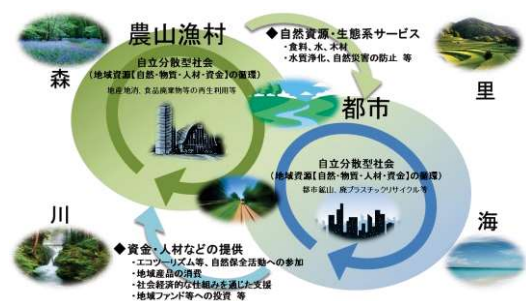 農山漁村
◆自然資源・生態系サービス
・食料、水、木材
・水質浄化、自然災害の防止 等
森
自立分散型社会
(地域資源【自然・物質・人材・資金】の循環)
地産地消、食品廃棄物等の再生利用等
里
都市
自立分散型社会
(地域資源【自然・物質・人材・資金】の循環)
都市鉱山、廃プラスチックリサイクル等
川
◆資金・人材などの提供
・エコツーリズム等、自然保全活動への参加
・地域産品の消費
・社会経済的な仕組みを通じた支援
・地域ファンド等への投資 等
海